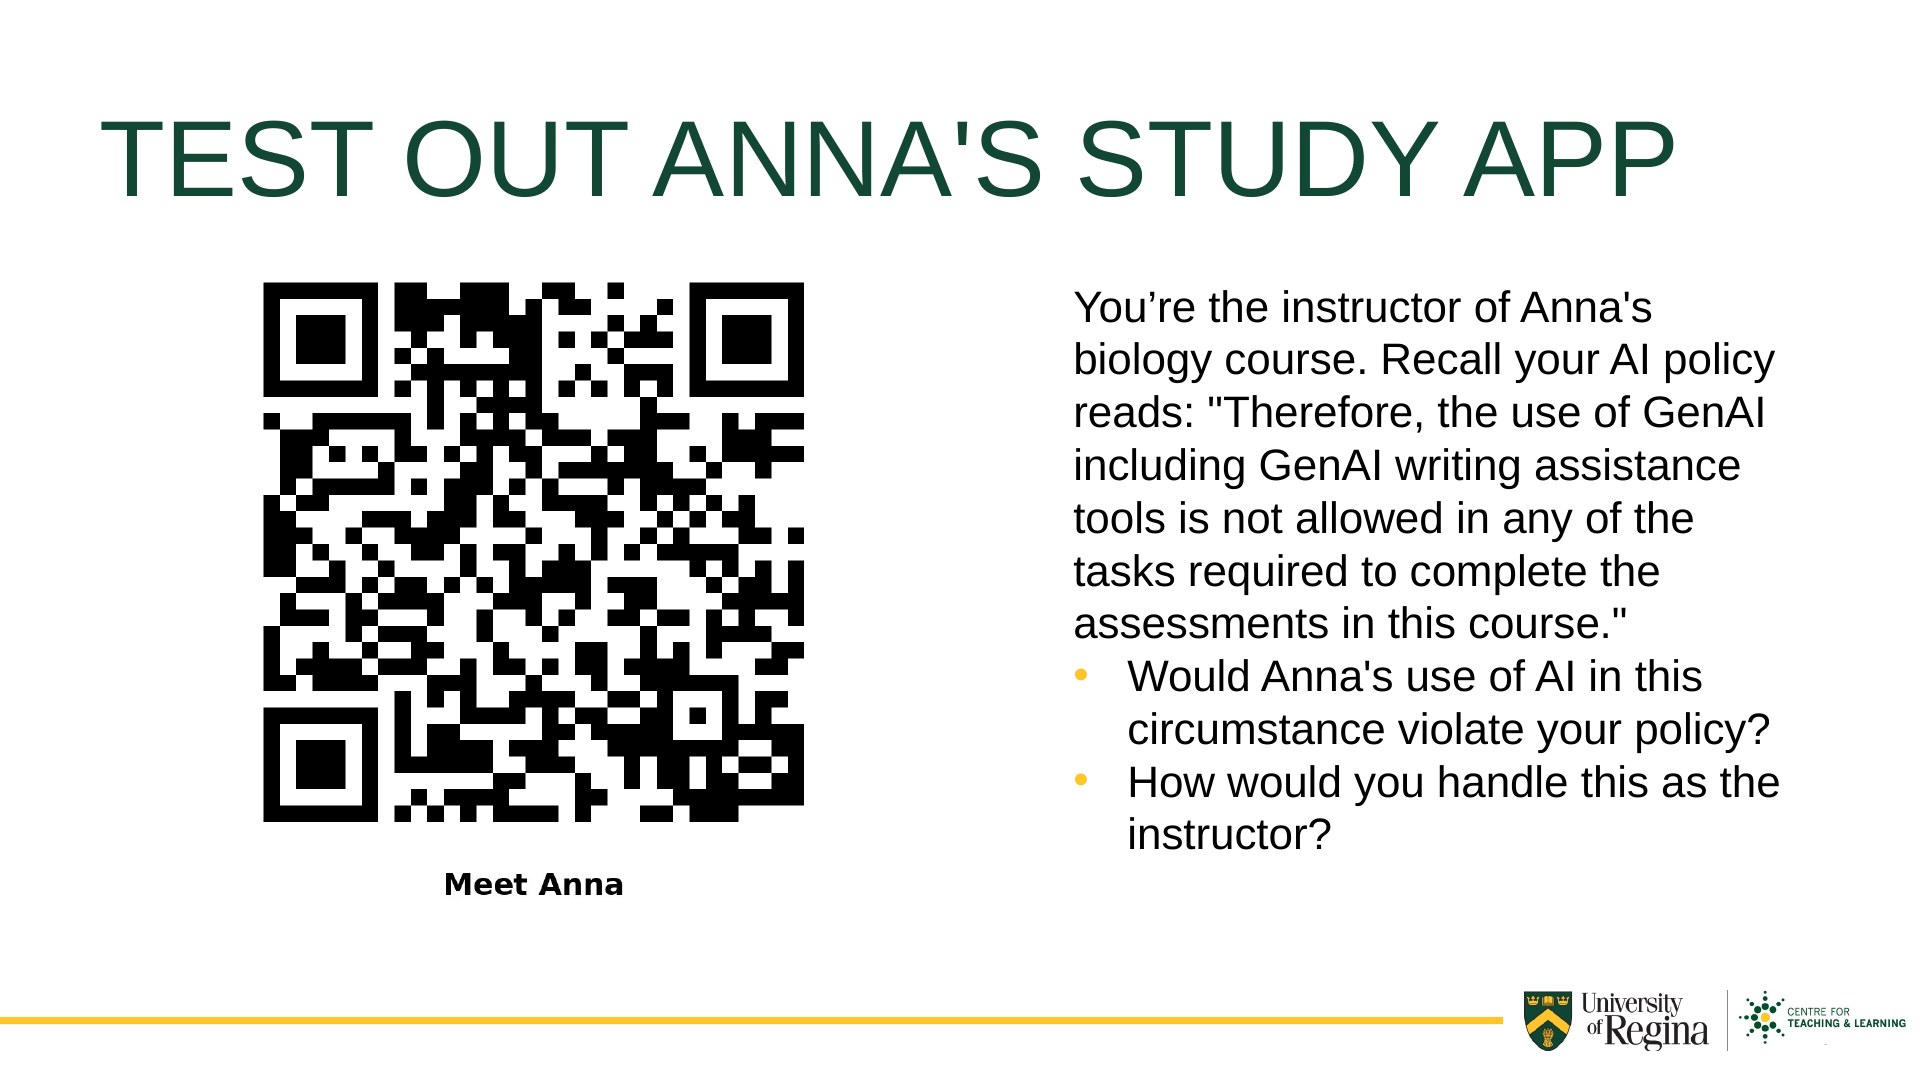 TEST OUT ANNA'S STUDY APP
You’re the instructor of Anna's
biology course. Recall your AI policy
reads: "Therefore, the use of GenAI
including GenAI writing assistance
tools is not allowed in any of the
tasks required to complete the
assessments in this course."
• Would Anna's use of AI in this
circumstance violate your policy?
• How would you handle this as the
instructor?
Meet Anna
University
of Regina
CENTRE FOR
TEACHING & LEARNING